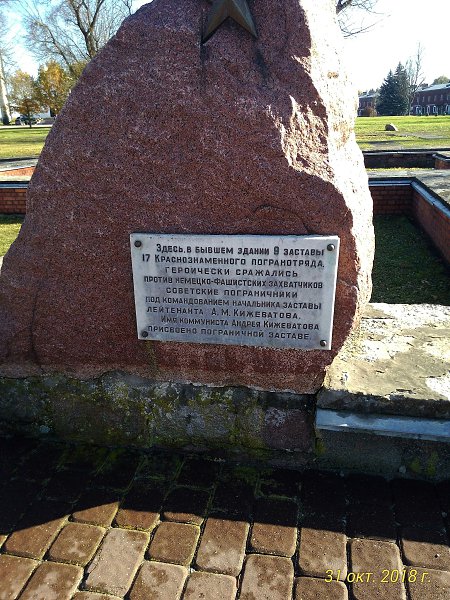 Здесь, в бывшем здании 9 заставы
17 Краснознаменного погранотряда,
героически сражались
против немецко-фашистских захватчиков
советские пограничники
под командованием начальника заставы
лейтенанта А.М. Кижеватова.
Имя коммуниста Андрея Кижеватова
присвоено пограничной заставе.
31 окт. 2018 г.